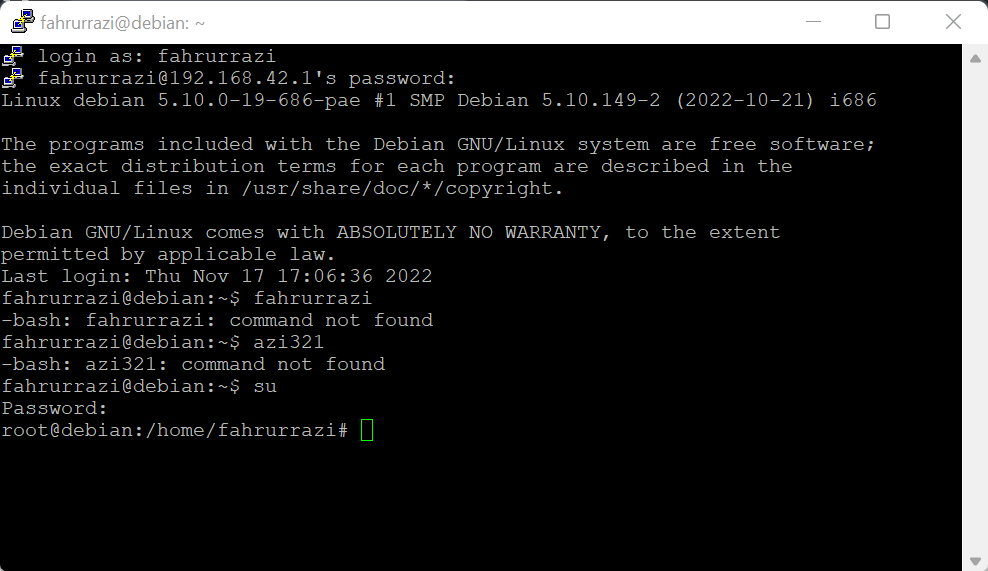 fahrurrazi@debian: ~
login as: fahrurrazi
fahrurrazi@192.168.42.1's password:
Linux debian 5.10.0-19-686-pae #1 SMP Debian 5.10.149-2 (2022-10-21) i686
The programs included with the Debian GNU/Linux system are free software;
the exact distribution terms for each program are described in the
individual files in /usr/share/doc/*/copyright.
Debian GNU/Linux comes with ABSOLUTELY NO WARRANTY, to the extent
permitted by applicable law.
Last login: Thu Nov 17 17:06:36 2022
fahrurrazi@debian:~$ fahrurrazi
-bash: fahrurrazi: command not found
fahrurrazi@debian:~$ azi321
-bash: azi321: command not found
fahrurrazi@debian:~$ su
Password:
root@debian:/home/fahrurrazi#